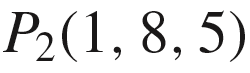 P₂(1, 8, 5)